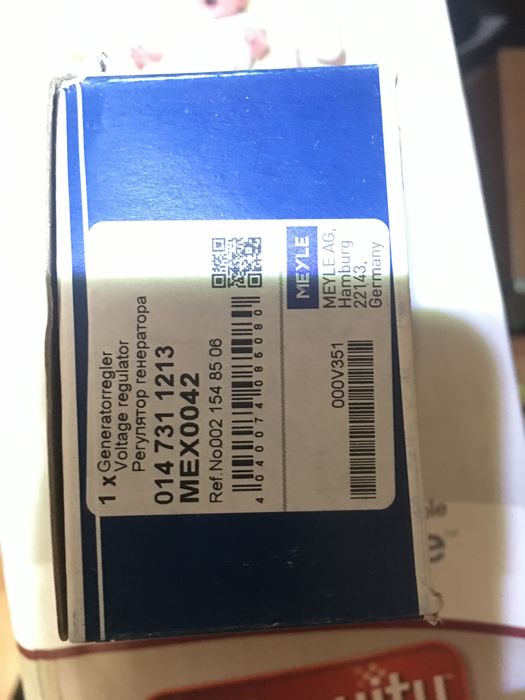 1 x Generatorregler
Voltage regulator
Регулятор генератора
014 731 1213
MEX0042
Ref.No002 154 85 06
4 040074 085080
MEYLE
MEYLE AG,
Hamburg
22143,
Germany
000V351